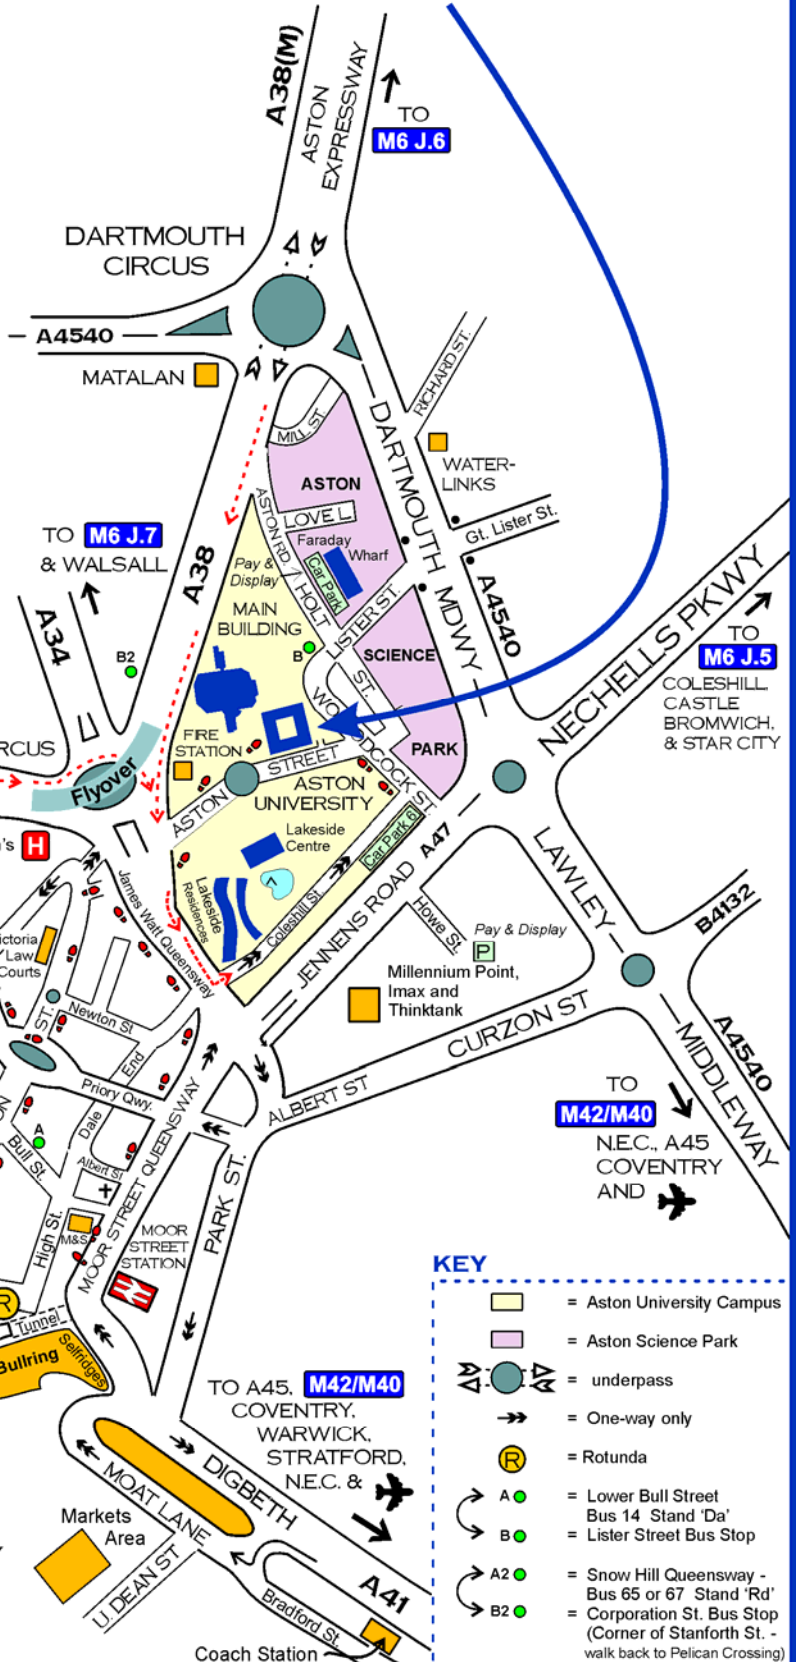 A38(M)
ASTON
EXPRESSWAY
TO
M6 J.6
DARTMOUTH
CIRCUS
A4540
MATALAN
RICHARD ST.
MILL ST.
DARTMOUTH MDWY
WATER-
LINKS
ASTON
LOVE L.
Gt. Lister St.
TO M6 J.7
& WALSALL
A38
ASTON RD.
Faraday
Wharf
Car Park
Pay &
Display
HOLT
ST.
LISTER ST.
A4540
NECHELLS PKWY
A34
MAIN
BUILDING
B2
B
SCIENCE
TO
M6 J.5
COLESHILL,
CASTLE
BROMWICH,
& STAR CITY
WOODCOCK ST.
PARK
RCUS
FIRE
STATION
Flyover
ASTON STREET
ASTON
UNIVERSITY
's H
Lakeside
Centre
Car Park 6
A47
LAWLEY
James Watt Queensway
Lakeside
Residences
Coleshill St.
JENNENS ROAD
Howe St.
Pay & Display
P
B4132
ictoria
Law
Courts
Millennium Point,
Imax and
Thinktank
ST.
Newton St
CURZON ST
MIDDLEWAY
A4540
End
Priory Qwy.
ALBERT ST
TO
M42/M40
N.E.C., A45
COVENTRY
AND
ON
A
Bull St.
Dale
Albert St
MOOR STREET QUEENSWAY
PARK ST.
High St.
M&S
MOOR
STREET
STATION
R
Tunnel
Bullring
Selfridges
TO A45, M42/M40
COVENTRY,
WARWICK,
STRATFORD,
N.E.C. &
DIGBETH
MOAT LANE
Markets
Area
U. DEAN ST
A41
Bradford St.
Coach Station
KEY
= Aston University Campus
= Aston Science Park
= underpass
= One-way only
R = Rotunda
A = Lower Bull Street
Bus 14 Stand 'Da'
B = Lister Street Bus Stop
A2 = Snow Hill Queensway -
Bus 65 or 67 Stand 'Rd'
B2 = Corporation St. Bus Stop
(Corner of Stanforth St. -
walk back to Pelican Crossing)